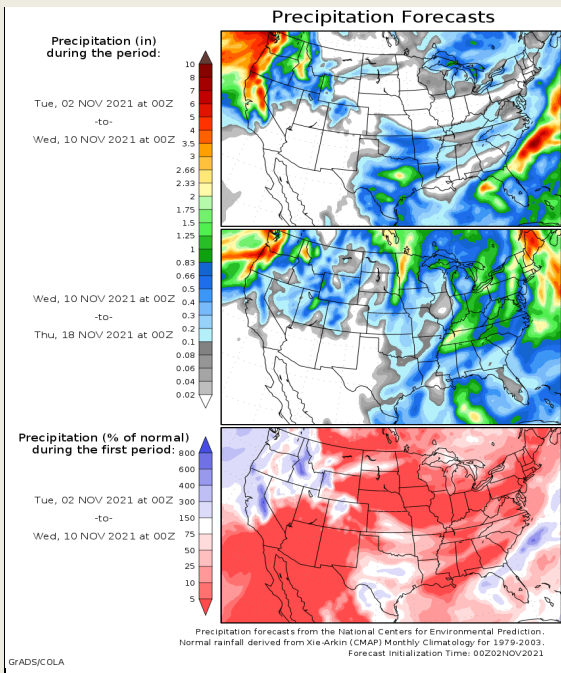 Precipitation Forecasts
Precipitation (in)
during the period:
Tue, 02 NOV 2021 at 00Z
-to-
Wed, 10 NOV 2021 at 00Z
10
8
7
6
5
4
3.5
3
2.66
2.33
2
1.75
1.5
1.25
1
0.83
0.66
0.5
0.4
0.3
0.2
0.1
0.08
0.06
0.04
0.02
Wed, 10 NOV 2021 at 00Z
-to-
Thu, 18 NOV 2021 at 00Z
Precipitation (% of normal)
during the first period:
Tue, 02 NOV 2021 at 00Z
-to-
Wed, 10 NOV 2021 at 00Z
800
600
400
300
150
75
50
25
10
5
Precipitation forecasts from the National Centers for Environmental Prediction.
Normal rainfall derived from Xie-Arkin (CMAP) Monthly Climatology for 1979-2003.
Forecast Initialization Time: 00Z02NOV2021
GrADS/COLA